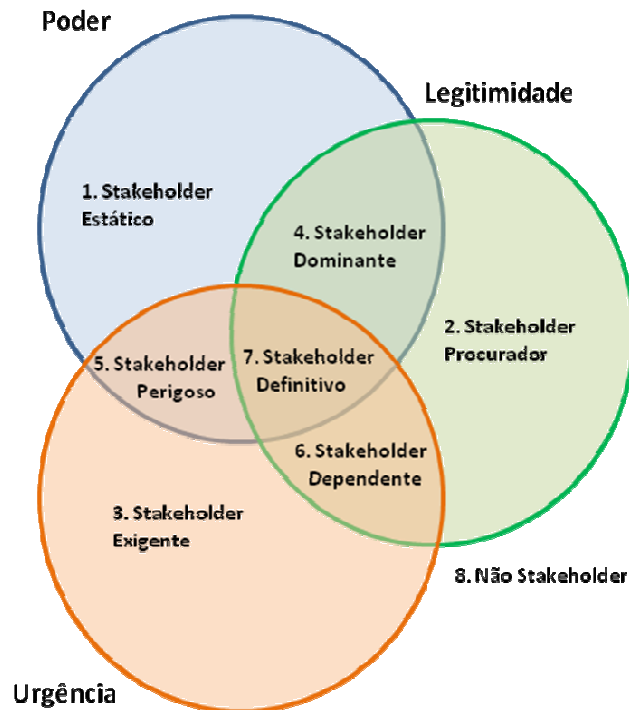 Poder
Legitimidade
1. Stakeholder
Estático
4. Stakeholder
Dominante
2. Stakeholder
Procurador
5. Stakeholder
Perigoso
7. Stakeholder
Definitivo
6. Stakeholder
Dependente
3. Stakeholder
Exigente
8. Não Stakeholder
Urgência